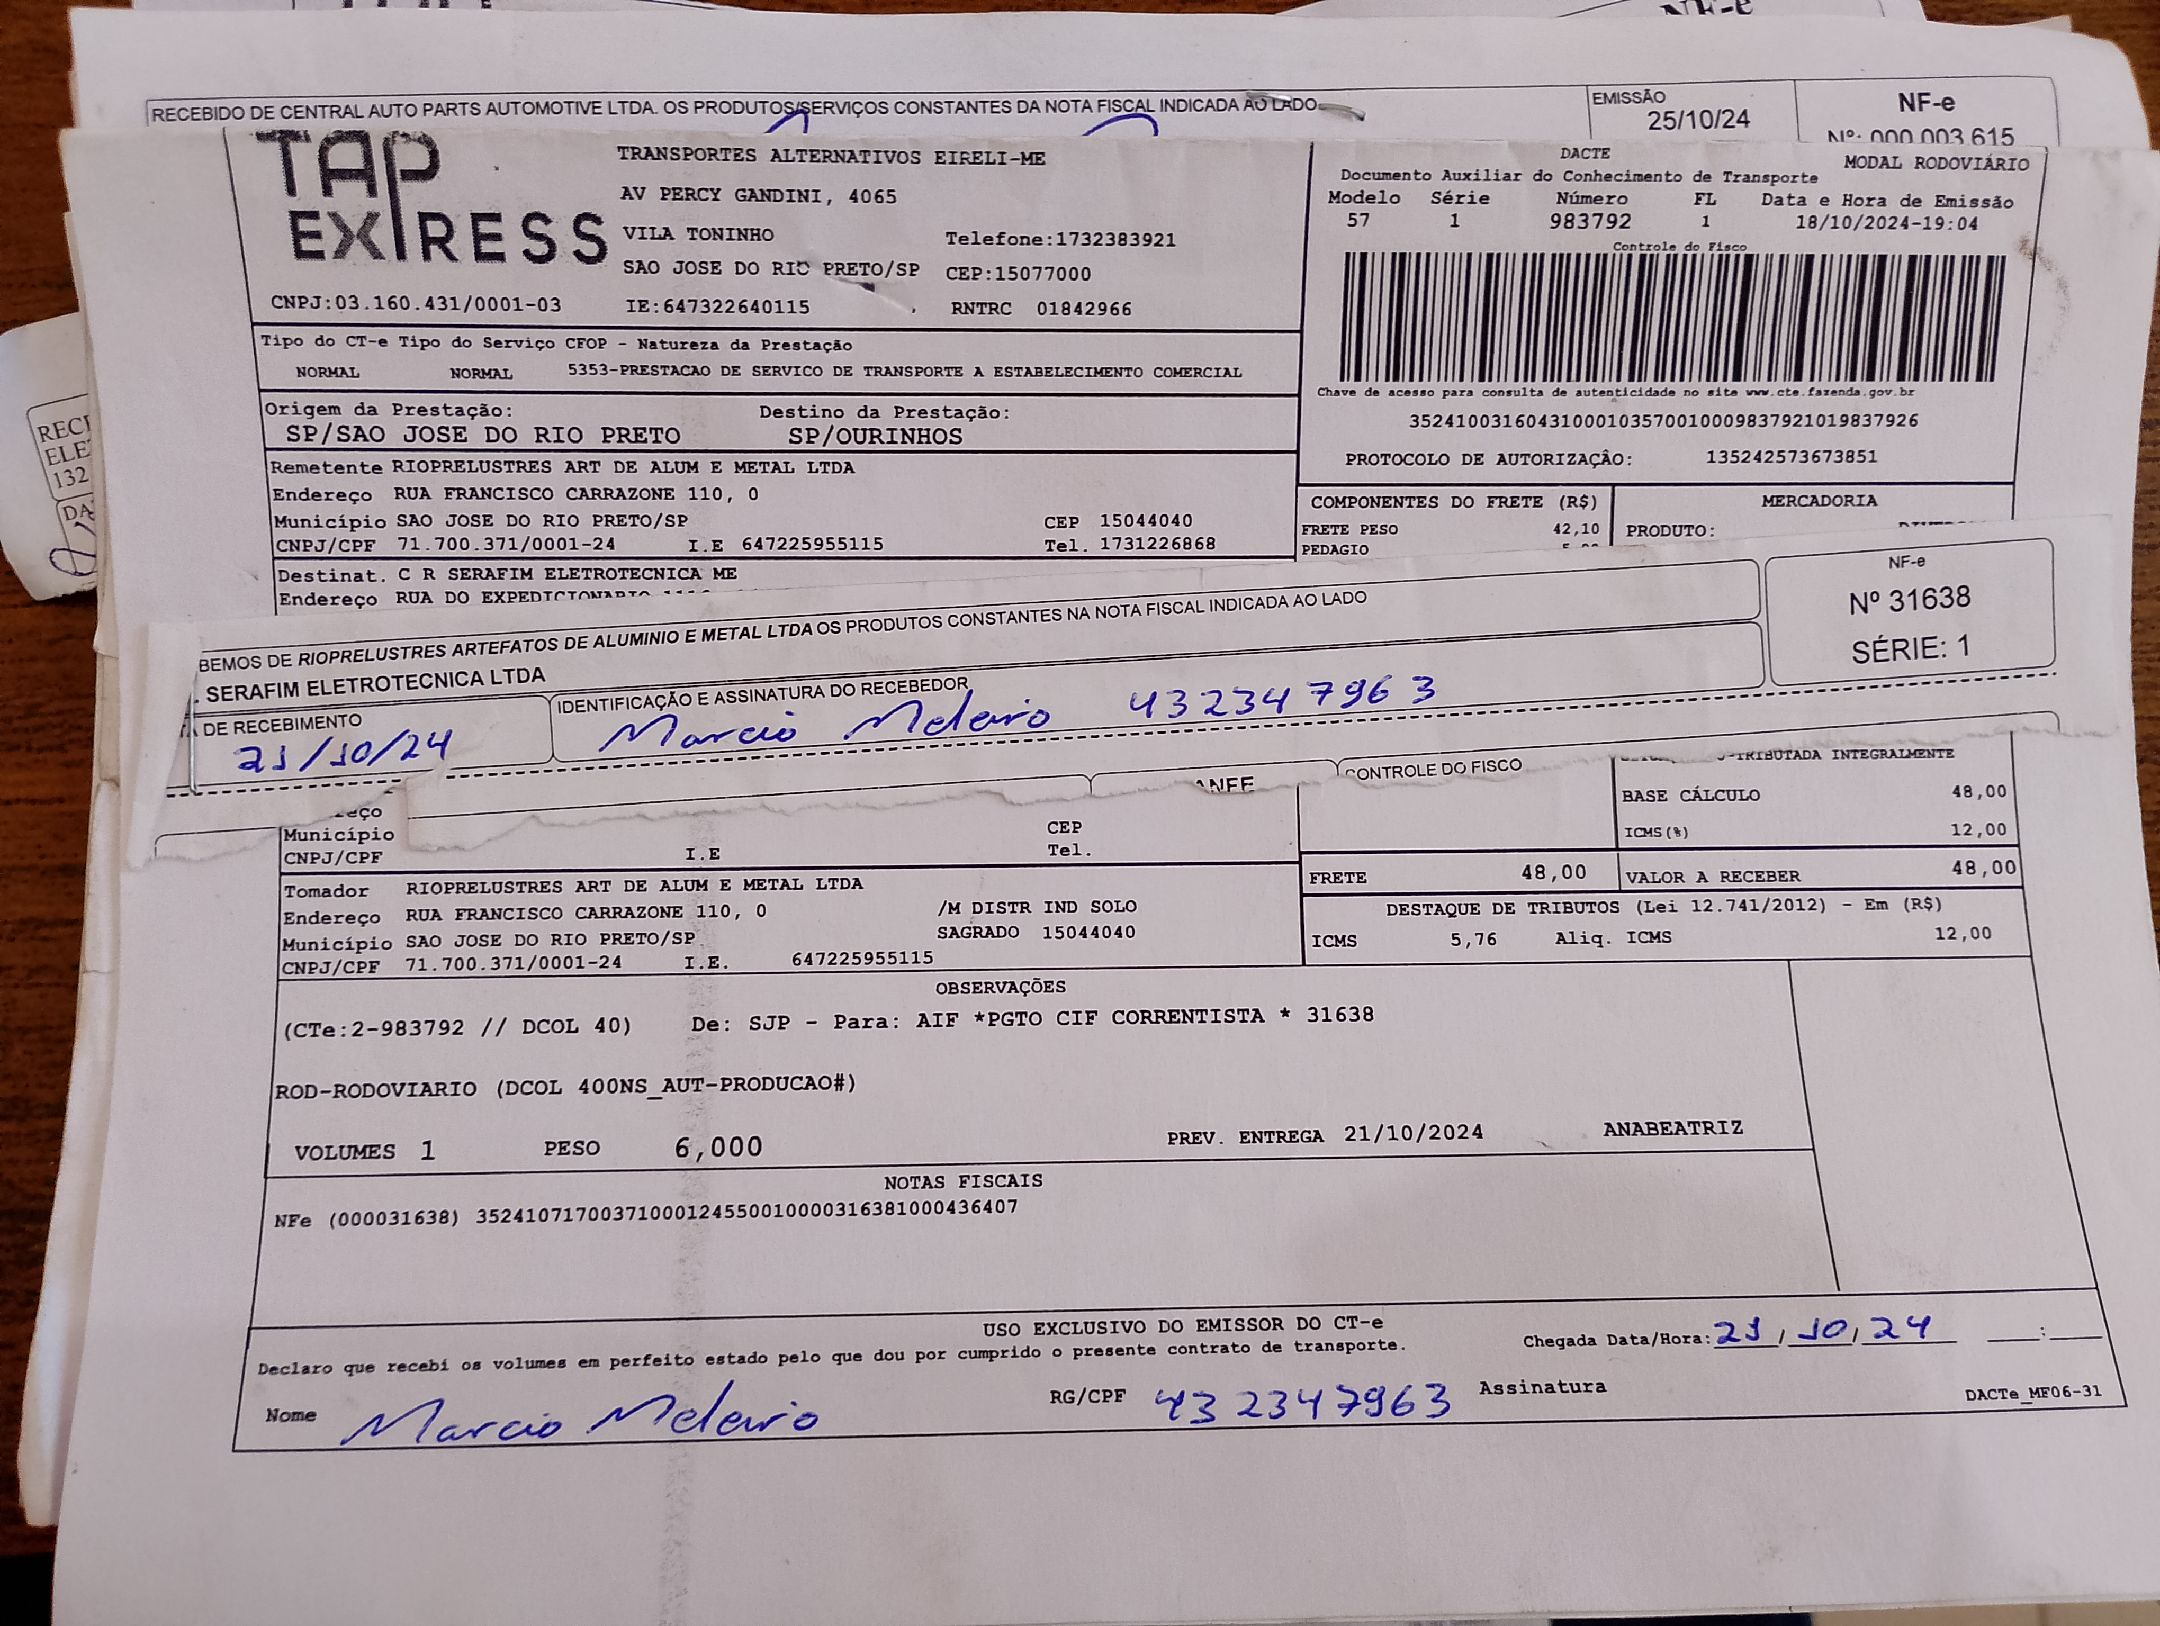 NF-e
RECEBIDO DE CENTRAL AUTO PARTS AUTOMOTIVE LTDA. OS PRODUTOS/SERVIÇOS CONSTANTES DA NOTA FISCAL INDICADA AO LADO
EMISSÃO
25/10/24
NF-e
Nº: 000.003.615
TAP EXPRESS
TRANSPORTES ALTERNATIVOS EIRELI-ME
AV PERCY GANDINI, 4065
VILA TONINHO
Telefone:1732383921
SAO JOSE DO RIO PRETO/SP CEP:15077000
CNPJ:03.160.431/0001-03 IE:647322640115 RNTRC 01842966
DACTE
MODAL RODOVIÁRIO
Documento Auxiliar do Conhecimento de Transporte
Modelo Série Número FL Data e Hora de Emissão
57 1 983792 1 18/10/2024-19:04
Controle do Fisco
Chave de acesso para consulta de autenticidade no site www.cte.fazenda.gov.br
35241003160431000103570010009837921019837926
PROTOCOLO DE AUTORIZAÇÂO: 135242573673851
Tipo do CT-e Tipo do Serviço CFOP - Natureza da Prestação
NORMAL NORMAL 5353-PRESTACAO DE SERVICO DE TRANSPORTE A ESTABELECIMENTO COMERCIAL
Origem da Prestação: Destino da Prestação:
SP/SAO JOSE DO RIO PRETO SP/OURINHOS
Remetente RIOPRELUSTRES ART DE ALUM E METAL LTDA
Endereço RUA FRANCISCO CARRAZONE 110, 0
Município SAO JOSE DO RIO PRETO/SP CEP 15044040
CNPJ/CPF 71.700.371/0001-24 I.E 647225955115 Tel. 1731226868
COMPONENTES DO FRETE (R$) MERCADORIA
FRETE PESO 42,10 PRODUTO:
PEDAGIO
Destinat. C R SERAFIM ELETROTECNICA ME
Endereço RUA DO EXPEDICIONARIO
BEMOS DE RIOPRELUSTRES ARTEFATOS DE ALUMINIO E METAL LTDA OS PRODUTOS CONSTANTES NA NOTA FISCAL INDICADA AO LADO
SERAFIM ELETROTECNICA LTDA
NF-e
Nº 31638
SÉRIE: 1
DE RECEBIMENTO
21/10/24
IDENTIFICAÇÃO E ASSINATURA DO RECEBEDOR
Marcio Meleiro 432347963
CONTROLE DO FISCO
TRIBUTADA INTEGRALMENTE
BASE CÁLCULO 48,00
ICMS(%) 12,00
Município CEP
CNPJ/CPF I.E Tel.
FRETE 48,00 VALOR A RECEBER 48,00
Tomador RIOPRELUSTRES ART DE ALUM E METAL LTDA
Endereço RUA FRANCISCO CARRAZONE 110, 0 /M DISTR IND SOLO
Município SAO JOSE DO RIO PRETO/SP SAGRADO 15044040
CNPJ/CPF 71.700.371/0001-24 I.E. 647225955115
DESTAQUE DE TRIBUTOS (Lei 12.741/2012) - Em (R$)
ICMS 5,76 Aliq. ICMS 12,00
OBSERVAÇÕES
(CTe:2-983792 // DCOL 40) De: SJP - Para: AIF *PGTO CIF CORRENTISTA * 31638
ROD-RODOVIARIO (DCOL 400NS_AUT-PRODUCAO#)
VOLUMES 1 PESO 6,000 PREV. ENTREGA 21/10/2024 ANABEATRIZ
NOTAS FISCAIS
NFe (000031638) 35241071700371000124550010000316381000436407
USO EXCLUSIVO DO EMISSOR DO CT-e
Declaro que recebi os volumes em perfeito estado pelo que dou por cumprido o presente contrato de transporte.
Chegada Data/Hora: 21/10/24 __:__
Nome Marcio Meleiro RG/CPF 432347963 Assinatura
DACTe_MF06-31